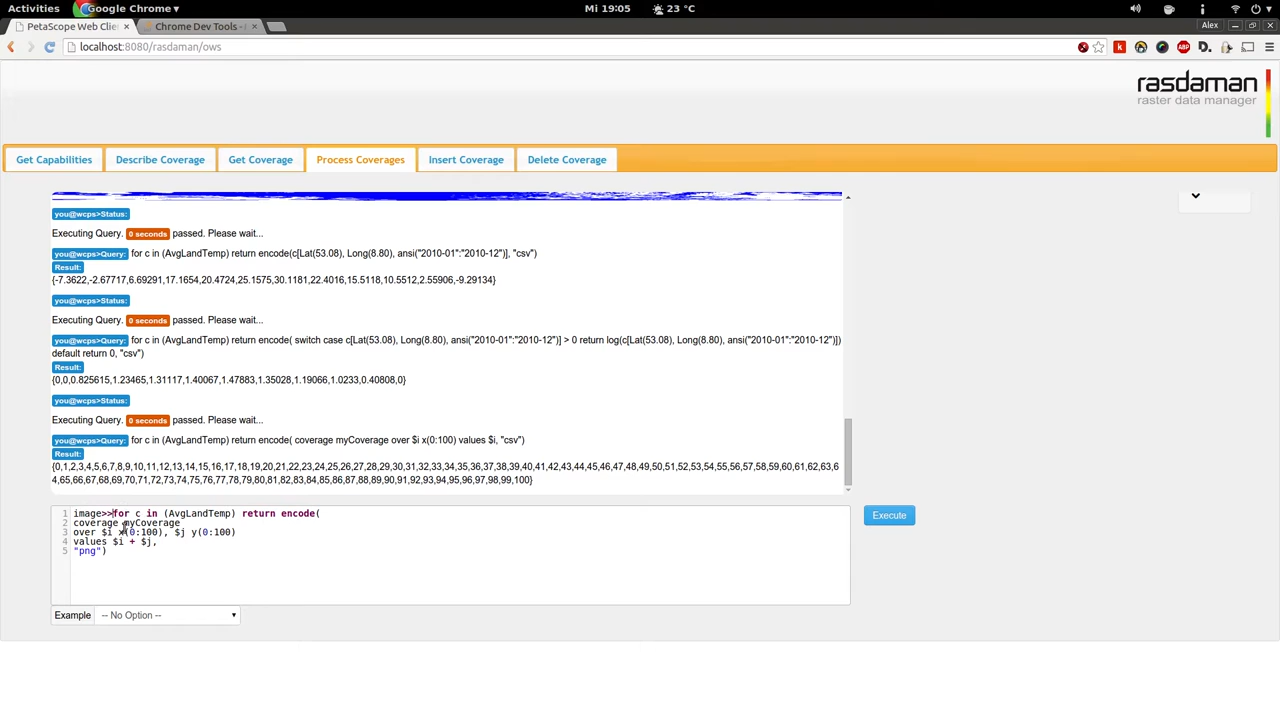 Activities Google Chrome ▾ Mi 19:05 23 °C
PetaScope Web Clie × Chrome Dev Tools - ×
Alex
localhost:8080/rasdaman/ows
rasdaman
raster data manager
Get Capabilities Describe Coverage Get Coverage Process Coverages Insert Coverage Delete Coverage
you@wcps>Status:
Executing Query. 0 seconds passed. Please wait...
you@wcps>Query: for c in (AvgLandTemp) return encode(c[Lat(53.08), Long(8.80), ansi("2010-01":"2010-12")], "csv")
Result:
{-7.3622,-2.67717,6.69291,17.1654,20.4724,25.1575,30.1181,22.4016,15.5118,10.5512,2.55906,-9.29134}
you@wcps>Status:
Executing Query. 0 seconds passed. Please wait...
you@wcps>Query: for c in (AvgLandTemp) return encode( switch case c[Lat(53.08), Long(8.80), ansi("2010-01":"2010-12")] > 0 return log(c[Lat(53.08), Long(8.80), ansi("2010-01":"2010-12")])
default return 0, "csv")
Result:
{0,0,0.825615,1.23465,1.31117,1.40067,1.47883,1.35028,1.19066,1.0233,0.40808,0}
you@wcps>Status:
Executing Query. 0 seconds passed. Please wait...
you@wcps>Query: for c in (AvgLandTemp) return encode( coverage myCoverage over $i x(0:100) values $i, "csv")
Result:
{0,1,2,3,4,5,6,7,8,9,10,11,12,13,14,15,16,17,18,19,20,21,22,23,24,25,26,27,28,29,30,31,32,33,34,35,36,37,38,39,40,41,42,43,44,45,46,47,48,49,50,51,52,53,54,55,56,57,58,59,60,61,62,63,6
4,65,66,67,68,69,70,71,72,73,74,75,76,77,78,79,80,81,82,83,84,85,86,87,88,89,90,91,92,93,94,95,96,97,98,99,100}
1 image>>for c in (AvgLandTemp) return encode(
2 coverage myCoverage
3 over $i x(0:100), $j y(0:100)
4 values $i + $j,
5 "png")
Execute
Example -- No Option --